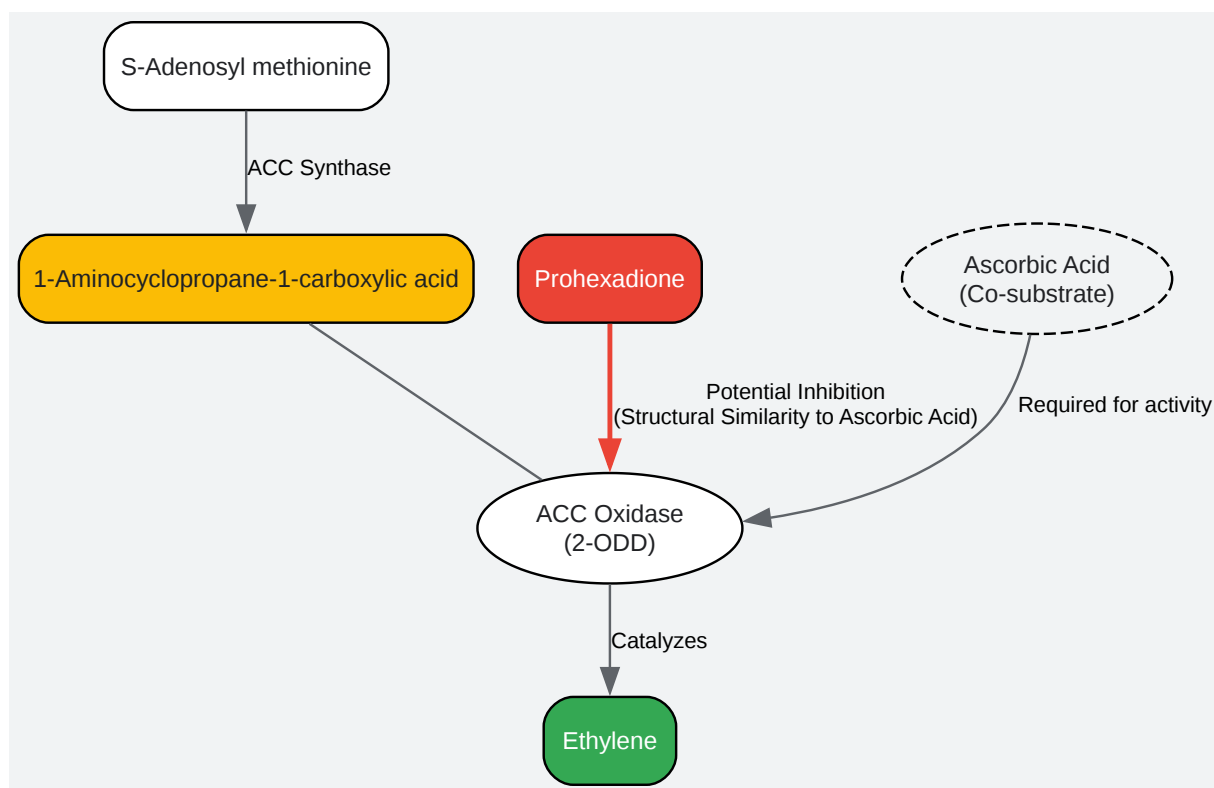 S-Adenosyl methionine
ACC Synthase
1-Aminocyclopropane-1-carboxylic acid
Prohexadione
Ascorbic Acid
(Co-substrate)
Potential Inhibition
(Structural Similarity to Ascorbic Acid)
Required for activity
ACC Oxidase
(2-ODD)
Catalyzes
Ethylene